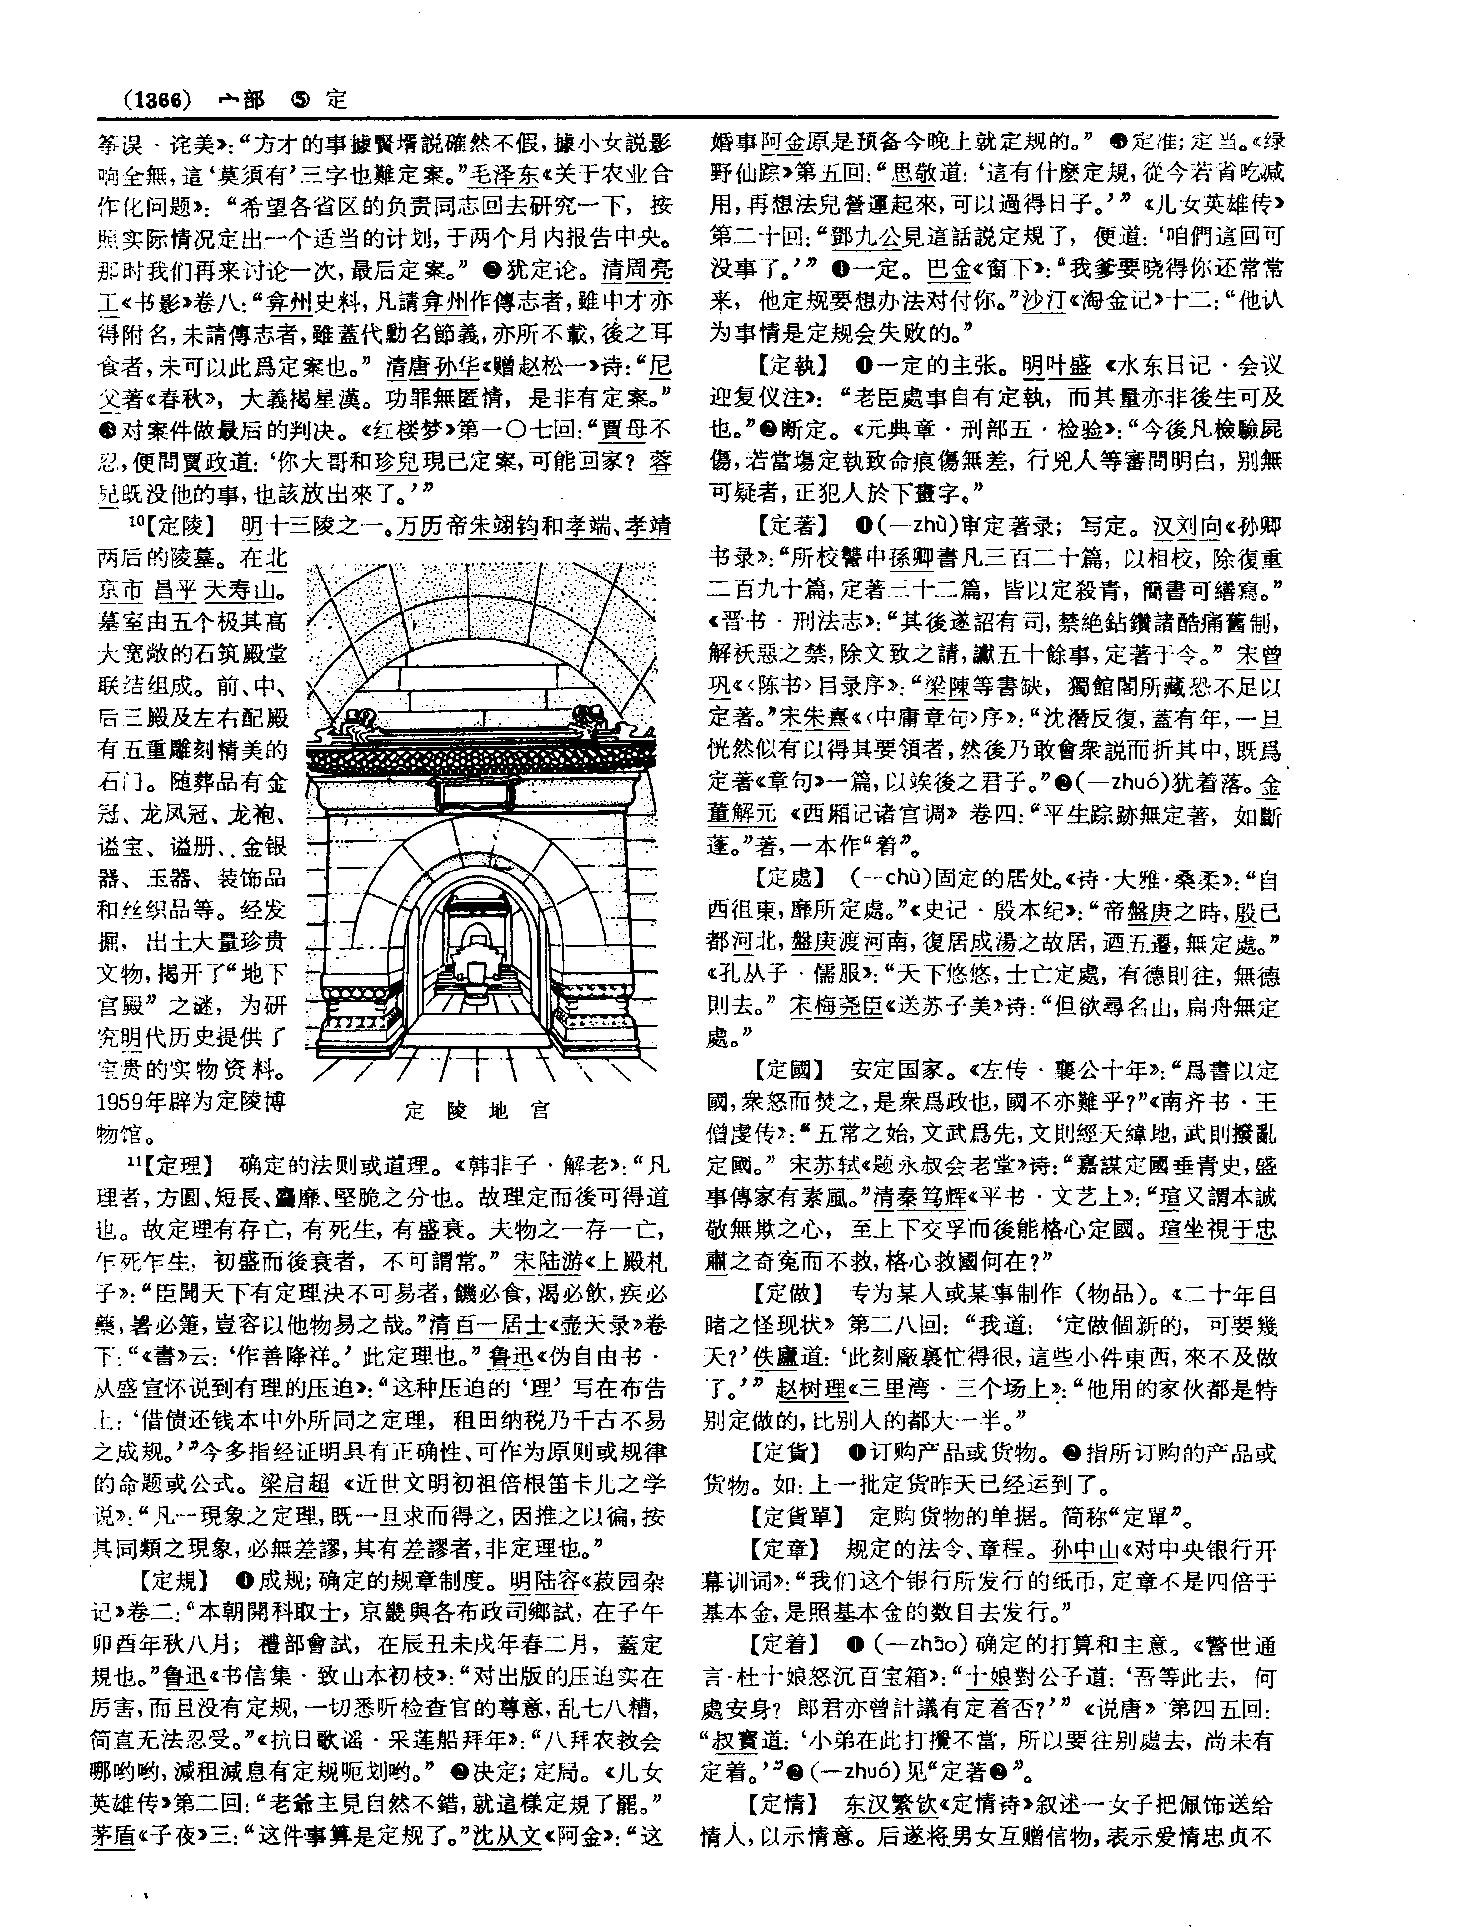 (1366) 宀部 ⑤ 定
筝误·诧美》：“方才的事據賢壻説確然不假，據小女説影
响全無，這‘莫須有’三字也難定案。”毛泽东《关于农业合
作化问题》：“希望各省区的负责同志回去研究一下，按
照实际情况定出一个适当的计划，于两个月内报告中央。
那时我们再来讨论一次，最后定案。”❷犹定论。清周亮
工《书影》卷八：“弇州史料，凡請弇州作傳志者，雖中才亦
得附名，未請傳志者，雖蓋代勳名節義，亦所不載，後之耳
食者，未可以此爲定案也。”清唐孙华《赠赵松一》诗：“尼
父著《春秋》，大義揭星漢。功罪無匿情，是非有定案。”
❸对案件做最后的判决。《红楼梦》第一〇七回：“賈母不
忍，便問賈政道：‘你大哥和珍兒現已定案，可能回家？蓉
兒既没他的事，也該放出來了。’”
¹⁰【定陵】 明十三陵之一。万历帝朱翊钧和孝端、孝靖
两后的陵墓。在北
京市昌平天寿山。
墓室由五个极其高
大宽敞的石筑殿堂
联结组成。前、中、
后三殿及左右配殿
有五重雕刻精美的
石门。随葬品有金
冠、龙凤冠、龙袍、
谥宝、谥册、金银
器、玉器、装饰品
和丝织品等。经发
掘，出土大量珍贵
文物，揭开了“地下
宫殿”之谜，为研
究明代历史提供了
宝贵的实物资料。
1959年辟为定陵博
物馆。
定陵地宫
¹¹【定理】 确定的法则或道理。《韩非子·解老》：“凡
理者，方圓、短長、麤靡、堅脆之分也。故理定而後可得道
也。故定理有存亡，有死生，有盛衰。夫物之一存一亡，
乍死乍生，初盛而後衰者，不可謂常。”宋陆游《上殿札
子》：“臣聞天下有定理決不可易者，饑必食，渴必飲，疾必
藥，暑必箑，豈容以他物易之哉。”清百一居士《壶天录》卷
下：“《書》云：‘作善降祥。’此定理也。”鲁迅《伪自由书·
从盛宣怀说到有理的压迫》：“这种压迫的‘理’写在布告
上：‘借债还钱本中外所同之定理，租田纳税乃千古不易
之成规。’”今多指经证明具有正确性、可作为原则或规律
的命题或公式。梁启超《近世文明初祖倍根笛卡儿之学
说》：“凡一現象之定理，既一旦求而得之，因推之以徧，按
其同類之現象，必無差謬，其有差謬者，非定理也。”
【定規】 ❶成规；确定的规章制度。明陆容《菽园杂
记》卷二：“本朝開科取士，京畿與各布政司鄉試，在子午
卯酉年秋八月；禮部會試，在辰丑未戌年春二月，蓋定
規也。”鲁迅《书信集·致山本初枝》：“对出版的压迫实在
厉害，而且没有定规，一切悉听检查官的尊意，乱七八糟，
简直无法忍受。”《抗日歌谣·采莲船拜年》：“八拜农救会
哪哟哟，减租减息有定规呃划哟。”❷决定；定局。《儿女
英雄传》第二回：“老爺主見自然不錯，就這樣定規了罷。”
茅盾《子夜》三：“这件事算是定规了。”沈从文《阿金》：“这
婚事阿金原是预备今晚上就定规的。”❸定准；定当。《绿
野仙踪》第五回：“思敬道：‘這有什麽定規，從今若省吃減
用，再想法兒營運起來，可以過得日子。’”《儿女英雄传》
第二十回：“鄧九公見這話説定規了，便道：‘咱們這回可
没事了。’”❹一定。巴金《窗下》：“我爹要晓得你还常常
来，他定规要想办法对付你。”沙汀《淘金记》十二：“他认
为事情是定规会失败的。”
【定執】 ❶一定的主张。明叶盛《水东日记·会议
迎复仪注》：“老臣處事自有定執，而其量亦非後生可及
也。”❷断定。《元典章·刑部五·检验》：“今後凡檢驗屍
傷，若當場定執致命痕傷無差，行兇人等審問明白，别無
可疑者，正犯人於下畫字。”
【定著】 ❶(—zhù)审定著录；写定。汉刘向《孙卿
书录》：“所校讎中孫卿書凡三百二十篇，以相校，除復重
二百九十篇，定著三十二篇，皆以定殺青，簡書可繕寫。”
《晋书·刑法志》：“其後遂詔有司，禁絶鉆鑽諸酷痛舊制，
解祅惡之禁，除文致之請，讞五十餘事，定著于令。”宋曾
巩《〈陈书〉目录序》：“梁陳等書缺，獨館閣所藏恐不足以
定著。”宋朱熹《〈中庸章句〉序》：“沈潛反復，蓋有年，一旦
恍然似有以得其要領者，然後乃敢會衆説而折其中，既爲
定著《章句》一篇，以竢後之君子。”❷(—zhuó)犹着落。金
董解元《西厢记诸宫调》卷四：“平生踪跡無定著，如斷
蓬。”著，一本作“着”。
【定處】 (—chù)固定的居处。《诗·大雅·桑柔》：“自
西徂東，靡所定處。”《史记·殷本纪》：“帝盤庚之時，殷已
都河北，盤庚渡河南，復居成湯之故居，迺五遷，無定處。”
《孔丛子·儒服》：“天下悠悠，士亡定處，有德則往，無德
則去。”宋梅尧臣《送苏子美》诗：“但欲尋名山，扁舟無定
處。”
【定國】 安定国家。《左传·襄公十年》：“爲書以定
國，衆怒而焚之，是衆爲政也，國不亦難乎？”《南齐书·王
僧虔传》：“五常之始，文武爲先，文則經天緯地，武則撥亂
定國。”宋苏轼《题永叔会老堂》诗：“嘉謀定國垂青史，盛
事傳家有素風。”清秦笃辉《平书·文艺上》：“瑄又謂本誠
敬無欺之心，至上下交孚而後能格心定國。瑄坐視于忠
肅之奇寃而不救，格心救國何在？”
【定做】 专为某人或某事制作（物品）。《二十年目
睹之怪现状》第二八回：“我道：‘定做個新的，可要幾
天？’佚廬道：‘此刻廠裏忙得很，這些小件東西，來不及做
了。’”赵树理《三里湾·三个场上》：“他用的家伙都是特
别定做的，比别人的都大一半。”
【定貨】 ❶订购产品或货物。❷指所订购的产品或
货物。如：上一批定货昨天已经运到了。
【定貨單】 定购货物的单据。简称“定單”。
【定章】 规定的法令、章程。孙中山《对中央银行开
幕训词》：“我们这个银行所发行的纸币，定章不是四倍于
基本金，是照基本金的数目去发行。”
【定着】 ❶(—zhāo)确定的打算和主意。《警世通
言·杜十娘怒沉百宝箱》：“十娘對公子道：‘吾等此去，何
處安身？郎君亦曾計議有定着否？’”《说唐》第四五回：
“叔寶道：‘小弟在此打攪不當，所以要往别處去，尚未有
定着。’”❷(—zhuó)见“定著❷”。
【定情】 东汉繁钦《定情诗》叙述一女子把佩饰送给
情人，以示情意。后遂将男女互赠信物，表示爱情忠贞不